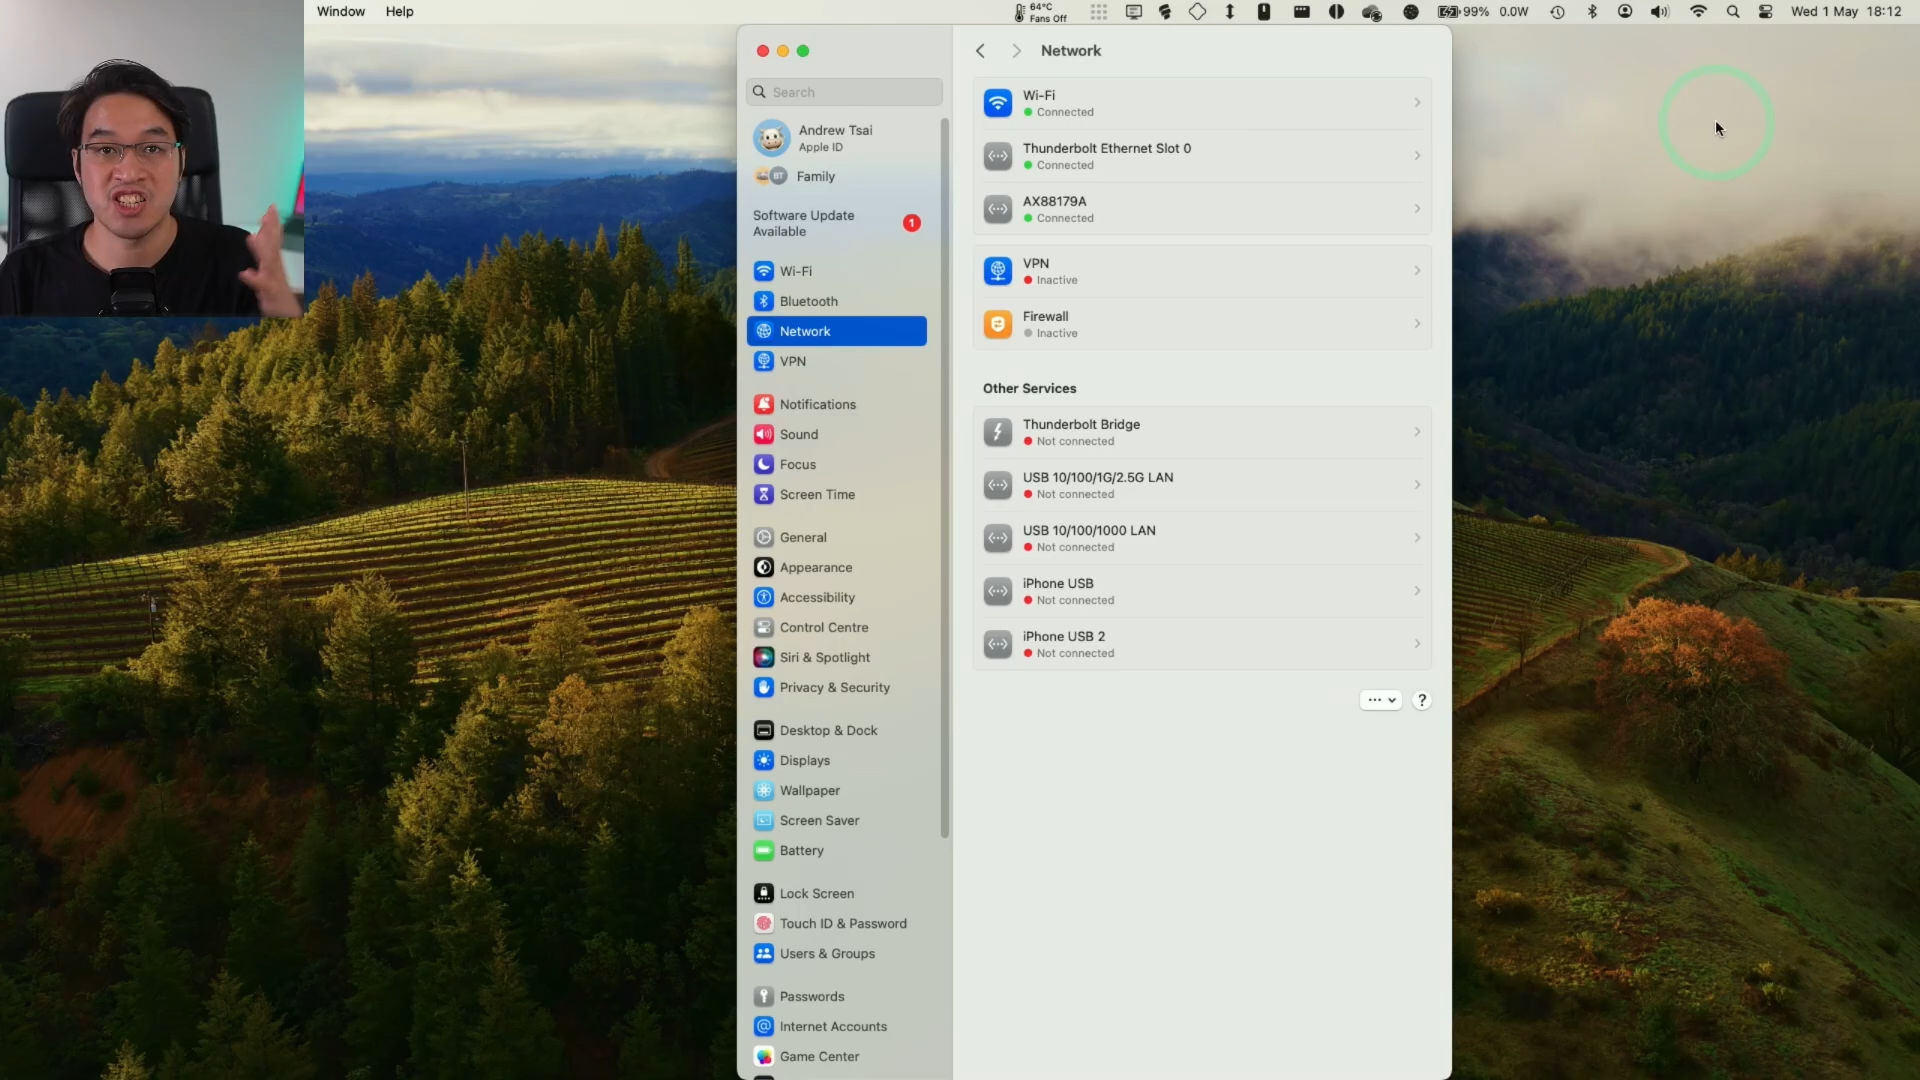 Window Help
64°C
Fans Off
99% 0.0W Wed 1 May 18:12
Search
Andrew Tsai
Apple ID
BT
Family
Software Update
Available
1
Wi-Fi
Bluetooth
Network
VPN
Notifications
Sound
Focus
Screen Time
General
Appearance
Accessibility
Control Centre
Siri & Spotlight
Privacy & Security
Desktop & Dock
Displays
Wallpaper
Screen Saver
Battery
Lock Screen
Touch ID & Password
Users & Groups
Passwords
Internet Accounts
Game Center
Network
Wi-Fi
Connected
Thunderbolt Ethernet Slot 0
Connected
AX88179A
Connected
VPN
Inactive
Firewall
Inactive
Other Services
Thunderbolt Bridge
Not connected
USB 10/100/1G/2.5G LAN
Not connected
USB 10/100/1000 LAN
Not connected
iPhone USB
Not connected
iPhone USB 2
Not connected
?